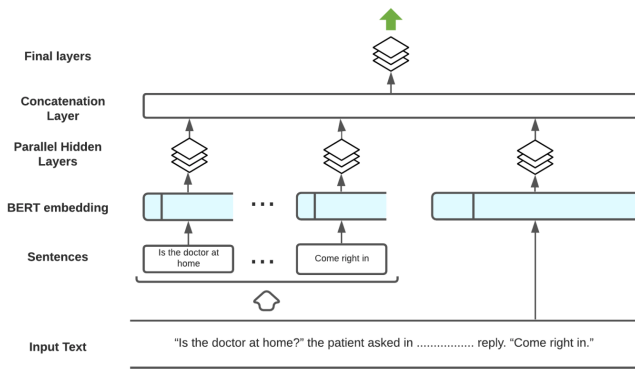 Final layers
Concatenation
Layer
Parallel Hidden
Layers
BERT embedding
...
Sentences
Is the doctor at
home
...
Come right in
Input Text
“Is the doctor at home?” the patient asked in ................. reply. “Come right in.”